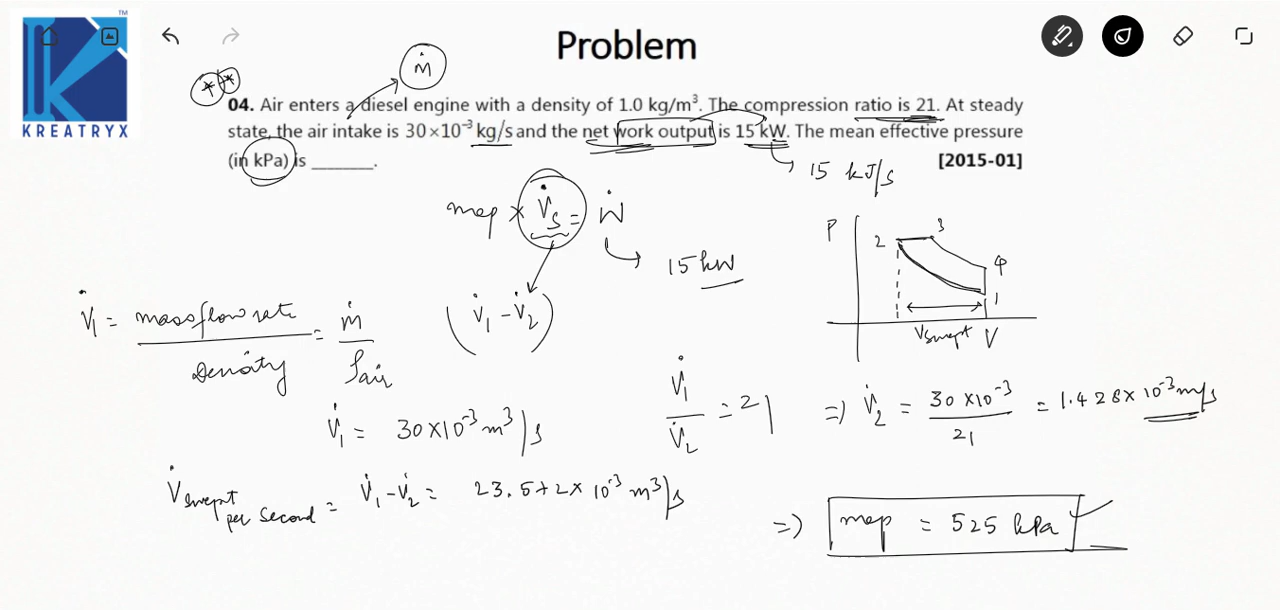 TM
KREATRYX
Problem
ṁ
**
04. Air enters a diesel engine with a density of 1.0 kg/m³. The compression ratio is 21. At steady
state, the air intake is 30×10⁻³ kg/s and the net work output is 15 kW. The mean effective pressure
(in kPa) is ________.
[2015-01]
15 kJ/s
mep × V̇s = Ẇ
15 kW
P
2 3
4
1
Vswept V
V̇1 = mass flow rate / Density = ṁ / ρair
(V̇1 - V̇2)
V̇1 = 30×10⁻³ m³/s
V̇1 / V̇2 = 21
=) V̇2 = 30×10⁻³ / 21 = 1.428× 10⁻³ m/s
V̇swept per second = V̇1 - V̇2 = 23.572× 10⁻³ m³/s
=) mep = 525 kPa